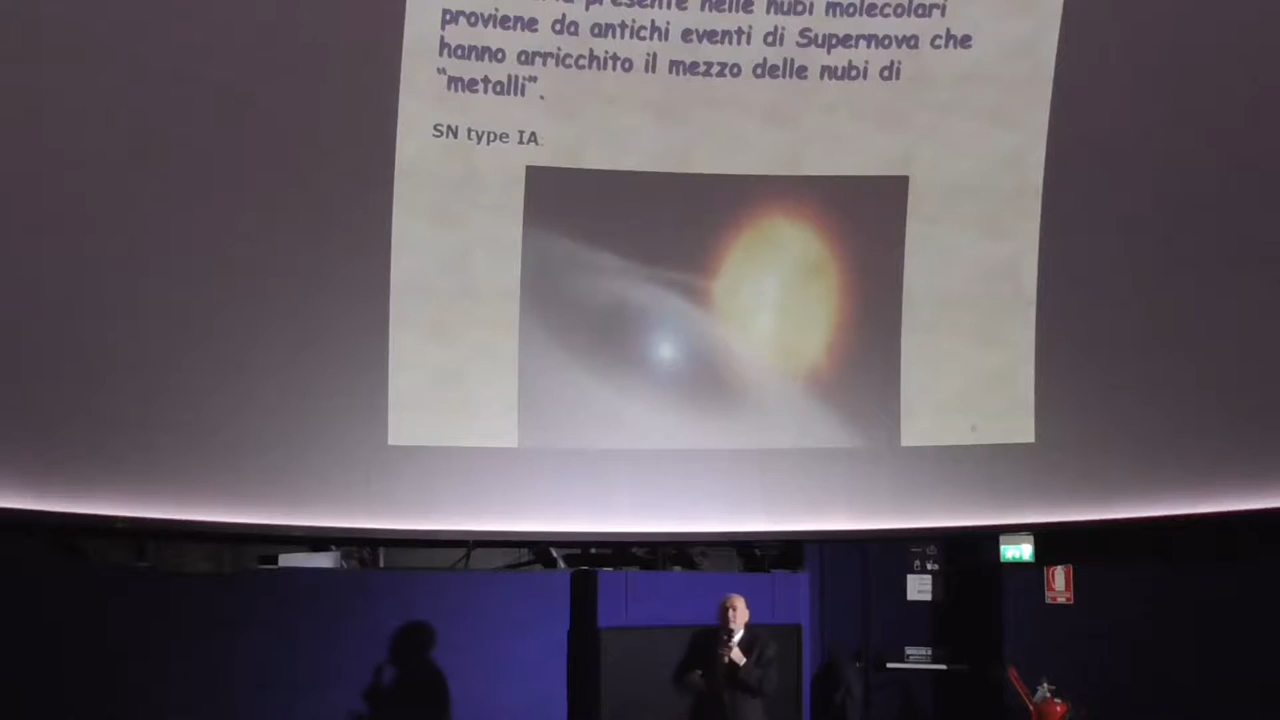 presente nelle nubi molecolari
proviene da antichi eventi di Supernova che
hanno arricchito il mezzo delle nubi di
“metalli”.
SN type IA: